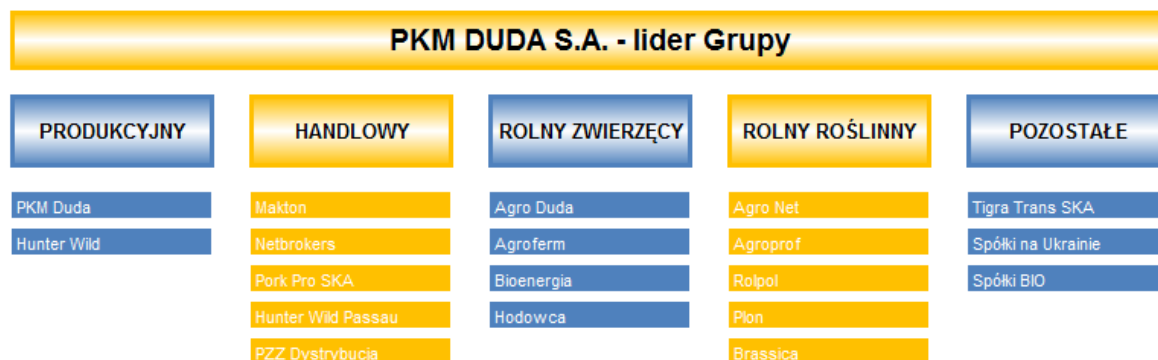 PKM DUDA S.A. - lider Grupy
PRODUKCYJNY
PKM Duda
Hunter Wild
HANDLOWY
Makton
Netbrokers
Pork Pro SKA
Hunter Wild Passau
PZZ Dystrybucja
ROLNY ZWIERZĘCY
Agro Duda
Agroferm
Bioenergia
Hodowca
ROLNY ROŚLINNY
Agro Net
Agroprof
Rolpol
Plon
Brassica
POZOSTAŁE
Tigra Trans SKA
Spółki na Ukrainie
Spółki BIO